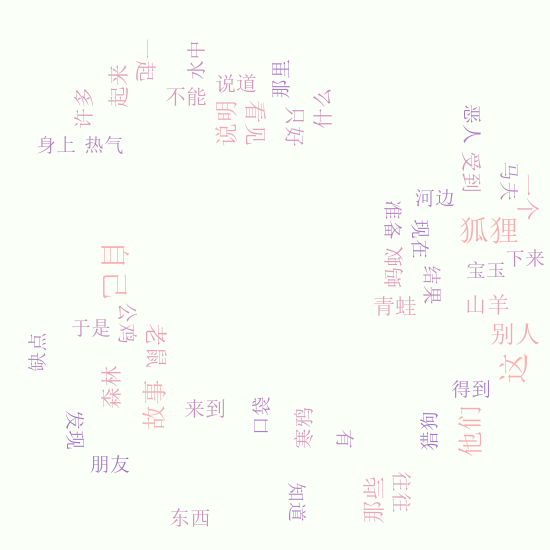 一起
水中
起来
许多
不能
说道
那里
说明
看见
只好
什么
身上
热气
恶人
受到
马夫
一个
河边
准备
现在
狐狸
蚂蚁
结果
宝玉
下来
自己
青蛙
山羊
别人
公鸡
于是
老鼠
缺点
这
森林
故事
来到
口袋
寒鸦
有
得到
猎狗
他们
发现
朋友
知道
那些
往往
东西